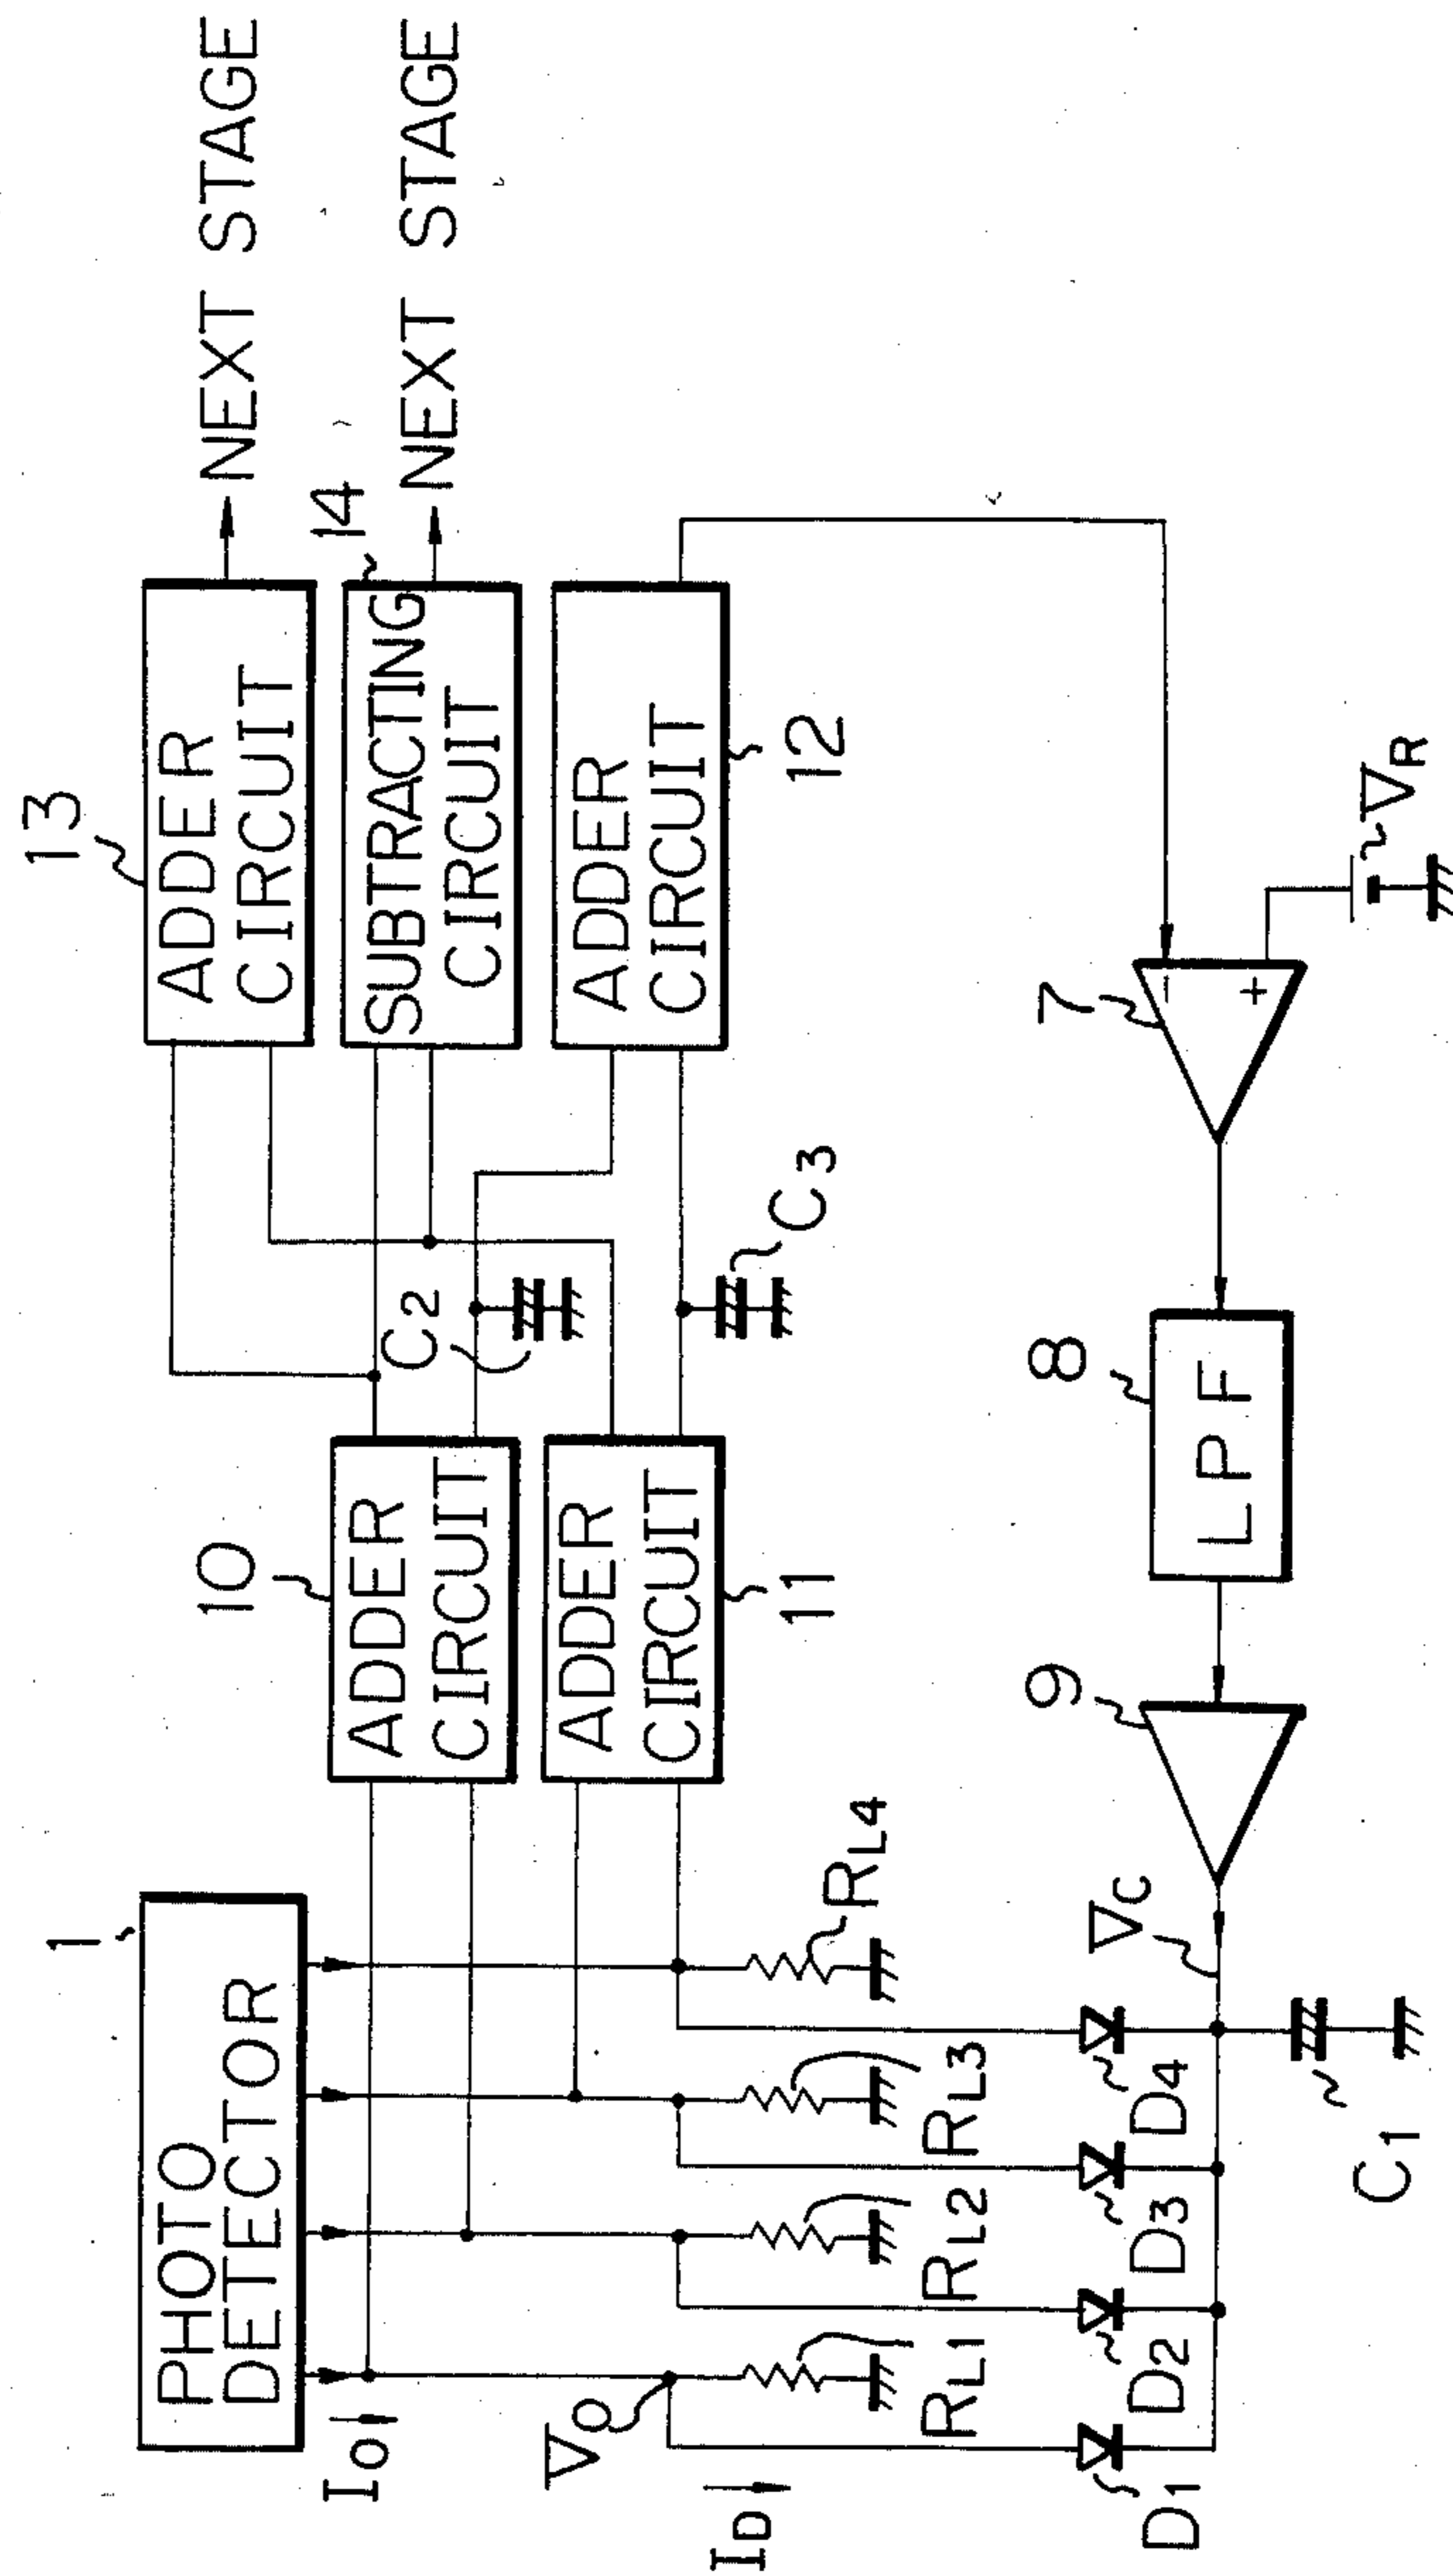 1
PHOTO
DETECTOR
IO
VO
ID
10
ADDER
CIRCUIT
ADDER
CIRCUIT
11
13
ADDER
CIRCUIT
NEXT STAGE
14
SUBTRACTING
CIRCUIT
NEXT STAGE
ADDER
CIRCUIT
12
C2
C3
RL1
RL2
RL3
RL4
D1
D2
D3
D4
C1
VC
9
8
LPF
7
-
+
VR